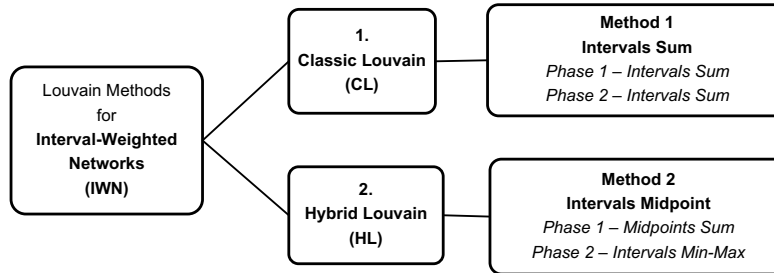 Louvain Methods
for
Interval-Weighted
Networks
(IWN)
1.
Classic Louvain
(CL)
Method 1
Intervals Sum
Phase 1 – Intervals Sum
Phase 2 – Intervals Sum
2.
Hybrid Louvain
(HL)
Method 2
Intervals Midpoint
Phase 1 – Midpoints Sum
Phase 2 – Intervals Min-Max